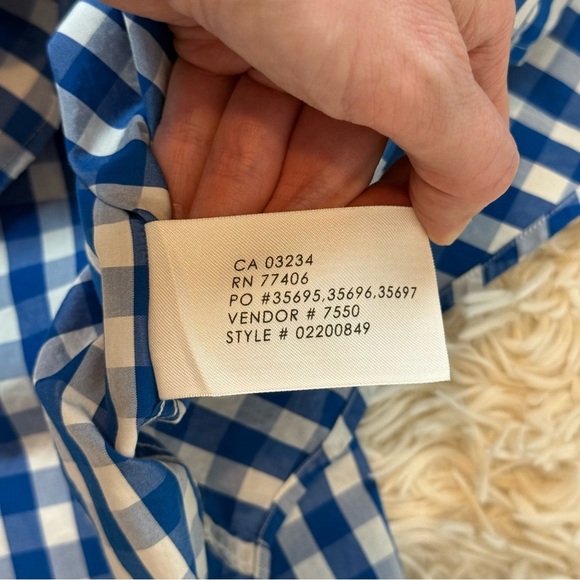 CA 03234
RN 77406
PO #35695,35696,35697
VENDOR # 7550
STYLE # 02200849